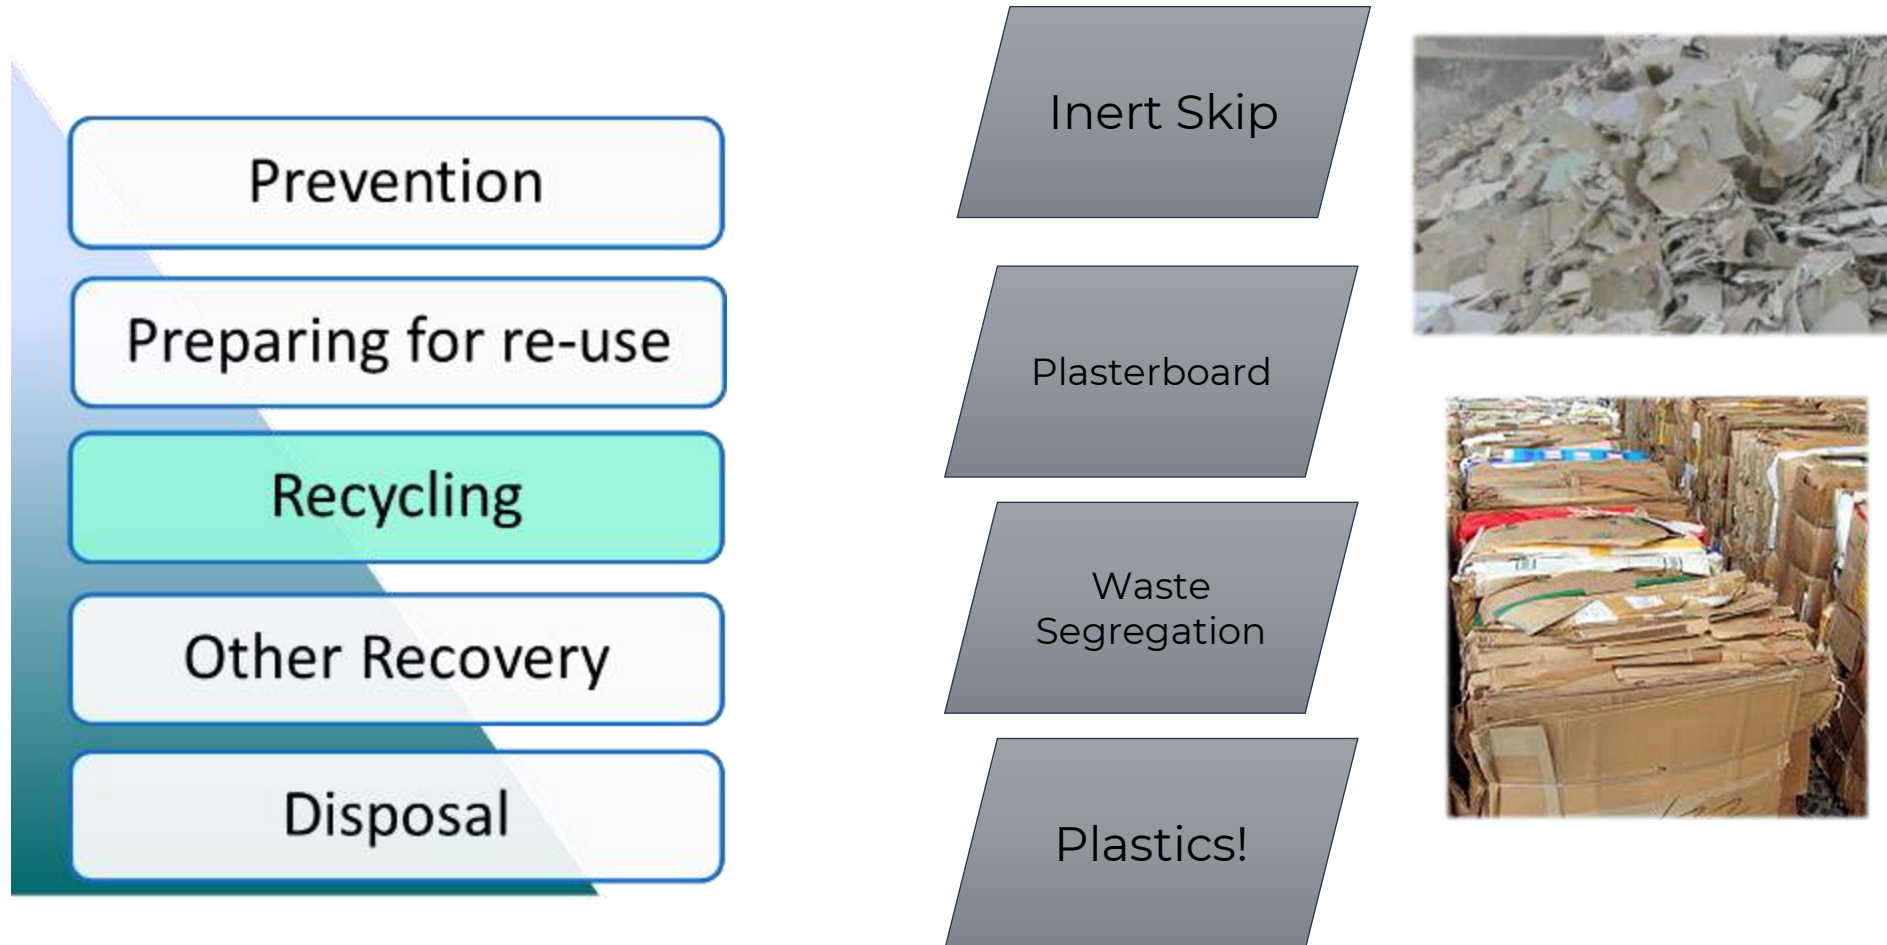 Prevention
Preparing for re-use
Recycling
Other Recovery
Disposal
Inert Skip
Plasterboard
Waste
Segregation
Plastics!